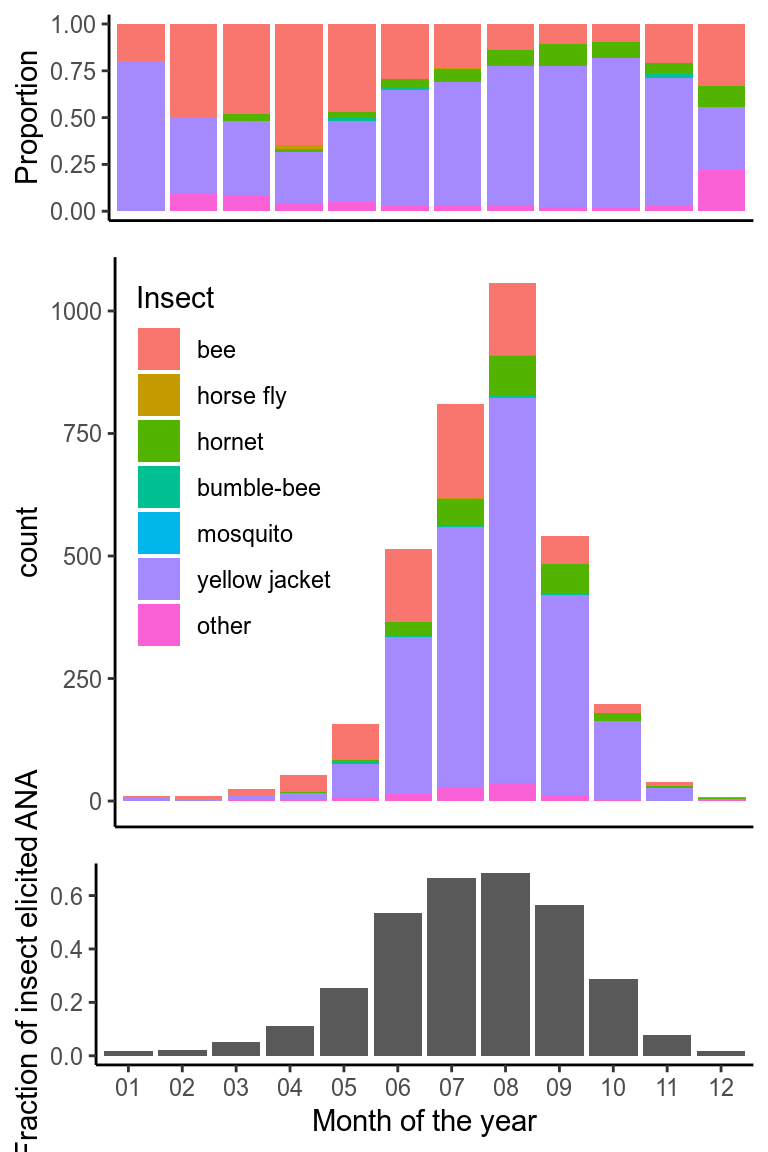 Proportion
1.00
0.75
0.50
0.25
0.00
count
1000
750
500
250
0
Insect
bee
horse fly
hornet
bumble-bee
mosquito
yellow jacket
other
Fraction of insect elicited ANA
0.6
0.4
0.2
0.0
01 02 03 04 05 06 07 08 09 10 11 12
Month of the year